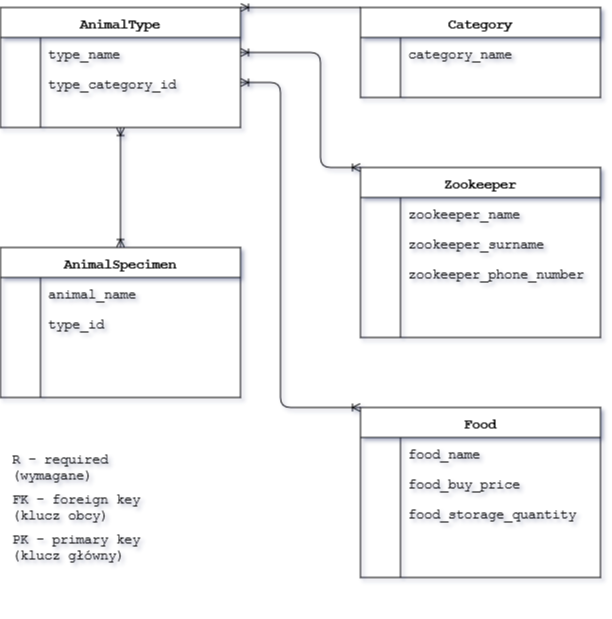 AnimalType
type_name
type_category_id
Category
category_name
Zookeeper
zookeeper_name
zookeeper_surname
zookeeper_phone_number
AnimalSpecimen
animal_name
type_id
Food
food_name
food_buy_price
food_storage_quantity
R - required
(wymagane)
FK - foreign key
(klucz obcy)
PK - primary key
(klucz główny)